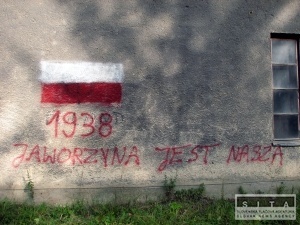 1938
JAWORZYNA JEST NASZA
SITA
SLOVENSKÁ TLAČOVÁ AGENTÚRA
SLOVAK NEWS AGENCY